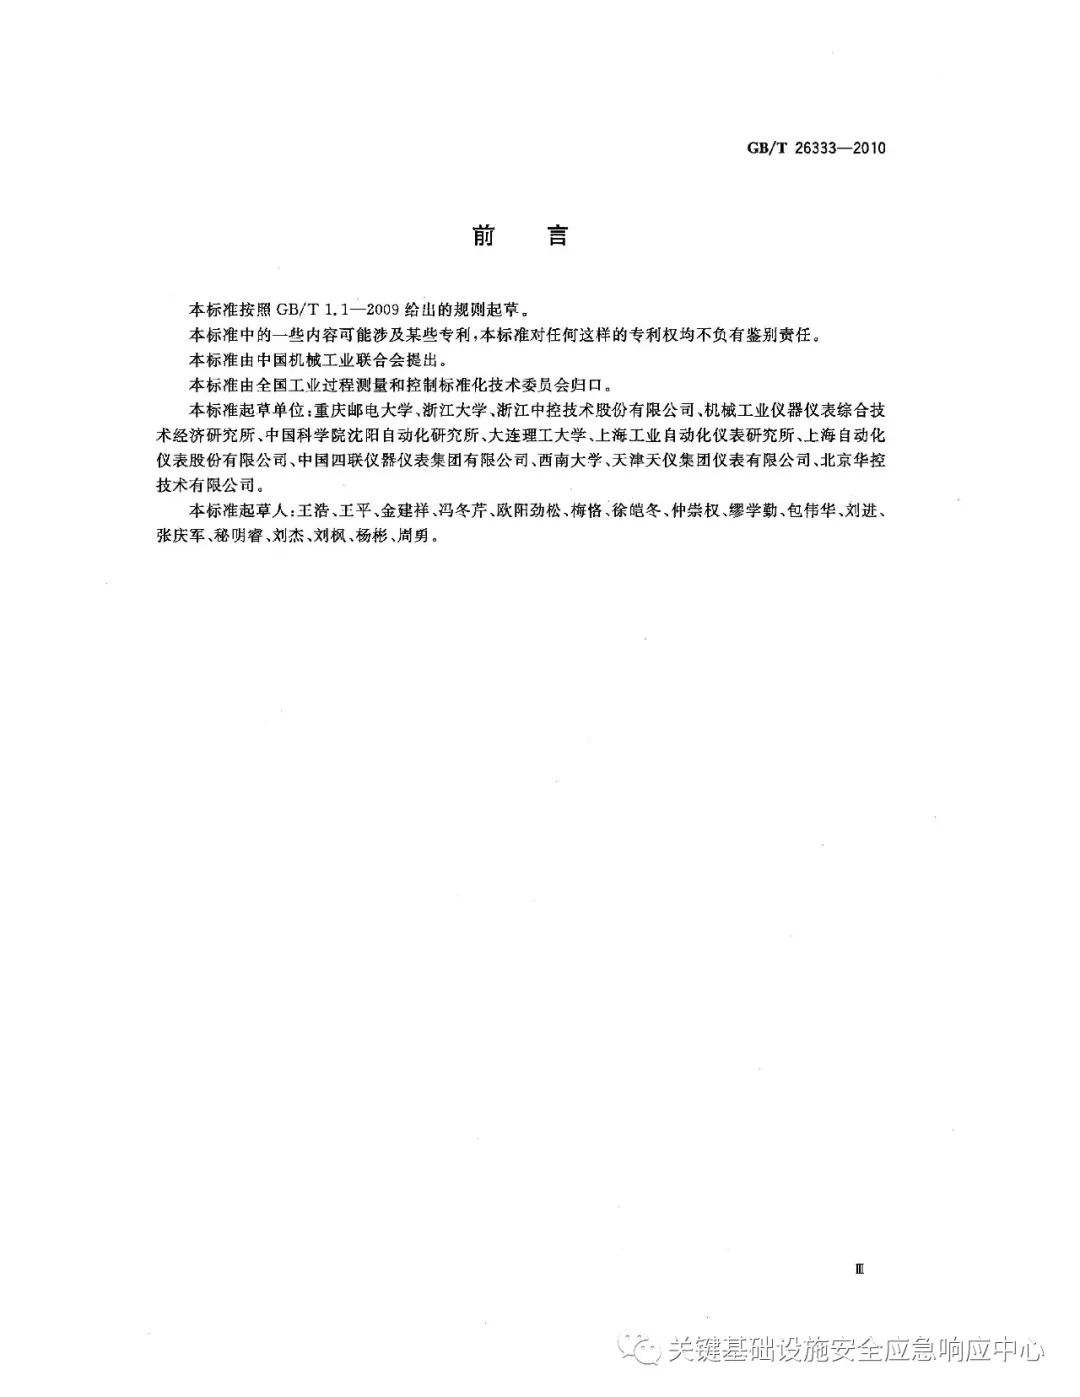 GB/T 26333—2010
前 言
本标准按照 GB/T 1.1—2009 给出的规则起草。
本标准中的一些内容可能涉及某些专利,本标准对任何这样的专利权均不负有鉴别责任。
本标准由中国机械工业联合会提出。
本标准由全国工业过程测量和控制标准化技术委员会归口。
本标准起草单位:重庆邮电大学、浙江大学、浙江中控技术股份有限公司、机械工业仪器仪表综合技
术经济研究所、中国科学院沈阳自动化研究所、大连理工大学、上海工业自动化仪表研究所、上海自动化
仪表股份有限公司、中国四联仪器仪表集团有限公司、西南大学、天津天仪集团仪表有限公司、北京华控
技术有限公司。
本标准起草人:王浩、王平、金建祥、冯冬芹、欧阳劲松、梅恪、徐皑冬、仲崇权、缪学勤、包伟华、刘进、
张庆军、秘明睿、刘杰、刘枫、杨彬、周勇。
Ⅲ
关键基础设施安全应急响应中心